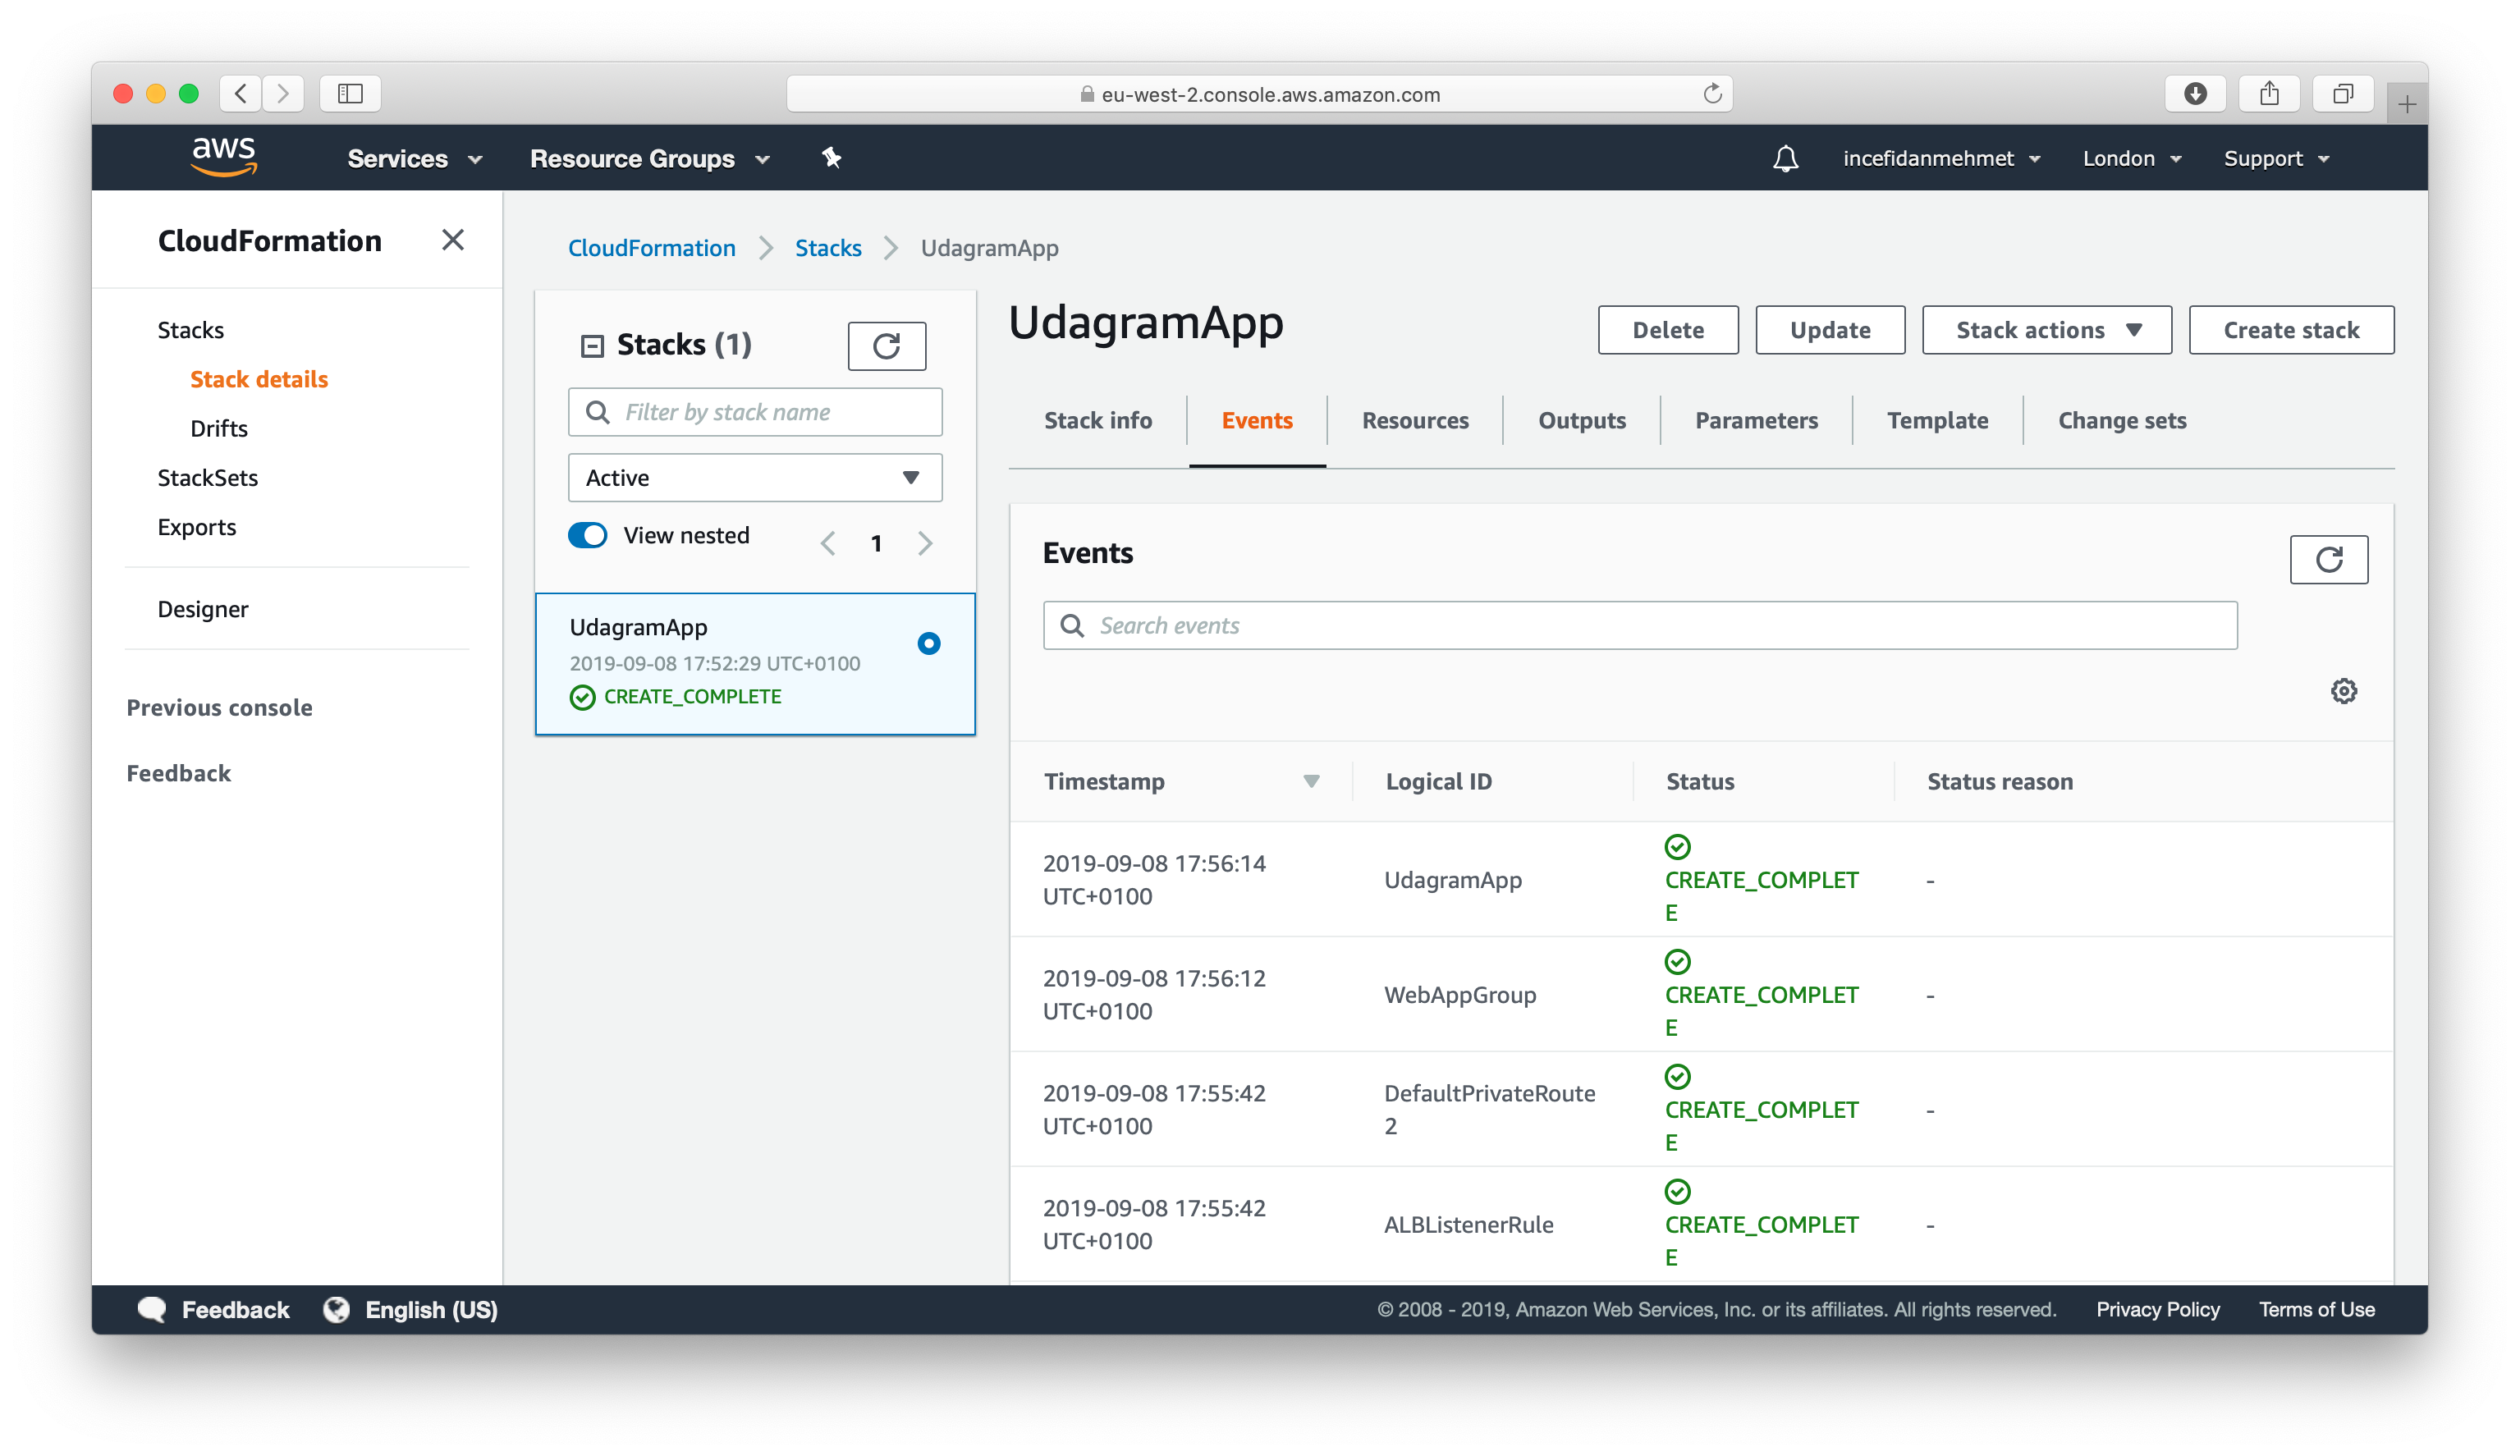 eu-west-2.console.aws.amazon.com
aws
Services
Resource Groups
incefidanmehmet
London
Support
CloudFormation
Stacks
Stack details
Drifts
StackSets
Exports
Designer
Previous console
Feedback
CloudFormation
Stacks
UdagramApp
Stacks (1)
Filter by stack name
Active
View nested
1
UdagramApp
2019-09-08 17:52:29 UTC+0100
CREATE_COMPLETE
UdagramApp
Delete
Update
Stack actions
Create stack
Stack info
Events
Resources
Outputs
Parameters
Template
Change sets
Events
Search events
Timestamp
Logical ID
Status
Status reason
2019-09-08 17:56:14
UTC+0100
UdagramApp
CREATE_COMPLET
E
-
2019-09-08 17:56:12
UTC+0100
WebAppGroup
CREATE_COMPLET
E
-
2019-09-08 17:55:42
UTC+0100
DefaultPrivateRoute
2
CREATE_COMPLET
E
-
2019-09-08 17:55:42
UTC+0100
ALBListenerRule
CREATE_COMPLET
E
-
Feedback
English (US)
© 2008 - 2019, Amazon Web Services, Inc. or its affiliates. All rights reserved.
Privacy Policy
Terms of Use